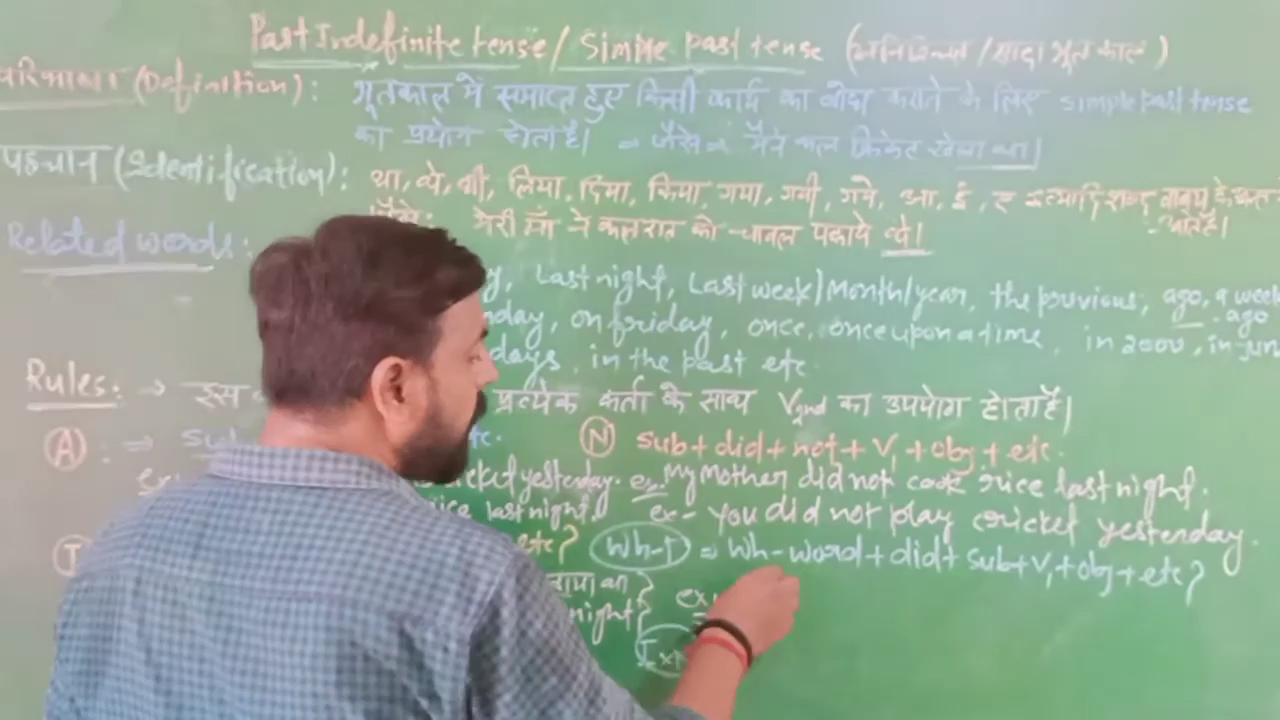 Past Indefinite tense / Simple past tense (अनिश्चित / सादा भूत काल)
परिभाषा (Definition): भूतकाल में समाप्त हुए किसी कार्य का बोध कराने के लिए simple past tense
का प्रयोग होता है। = जैसे = मैंने कल क्रिकेट खेला था।
पहचान (Identification): था, थे, थी, लिया, दिया, किया, गया, गयी, गये, आ, ई, ए इत्यादि शब्द वाक्य के अन्त
आते हैं।
जैसे: मेरी माँ ने कल रात को चावल पकाये थे।
Related words:
last night, last week/Month/year, the previous, ago, a week ago
day, on friday, once, once upon a time, in 2000, in jun
days, in the past etc.
Rules: → इस प्रत्येक कर्ता के साथ V2nd का उपयोग होता है।
(A): ⇒ sub etc. (N) sub + did + not + V1 + obj + etc.
ex yesterday. ex- My Mother did not cook rice last night.
rice last night. ex- You did not play cricket yesterday.
etc? (Wh-I) = Wh-word + did + sub + V1 + obj + etc?
night? ex